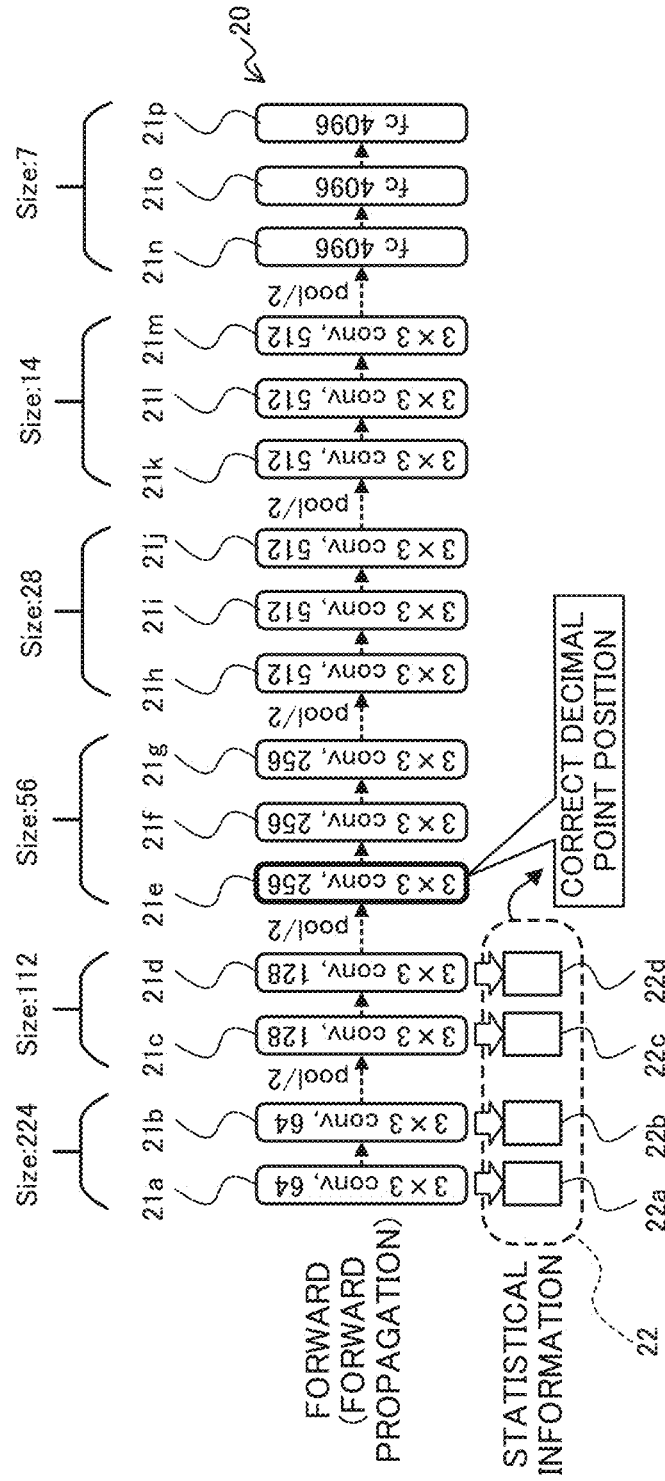 20
Size:224
Size:112
Size:56
Size:28
Size:14
Size:7
21a
21b
21c
21d
21e
21f
21g
21h
21i
21j
21k
21l
21m
21n
21o
21p
FORWARD
(FORWARD
PROPAGATION)
3×3 conv, 64
3×3 conv, 64
pool/2
3×3 conv, 128
3×3 conv, 128
pool/2
3×3 conv, 256
3×3 conv, 256
3×3 conv, 256
pool/2
3×3 conv, 512
3×3 conv, 512
3×3 conv, 512
pool/2
3×3 conv, 512
3×3 conv, 512
3×3 conv, 512
pool/2
fc 4096
fc 4096
fc 4096
STATISTICAL
INFORMATION
22
22a
22b
22c
22d
CORRECT DECIMAL
POINT POSITION